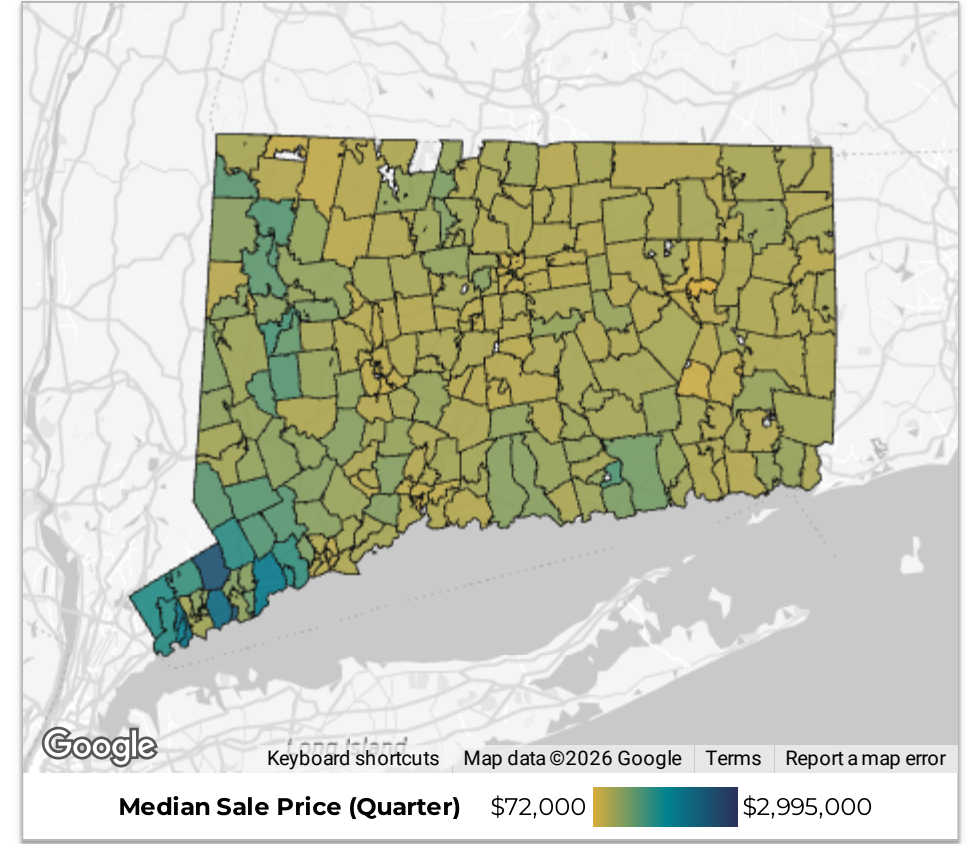 Long Island
Google
Keyboard shortcuts Map data ©2026 Google Terms Report a map error
Median Sale Price (Quarter) $72,000 $2,995,000